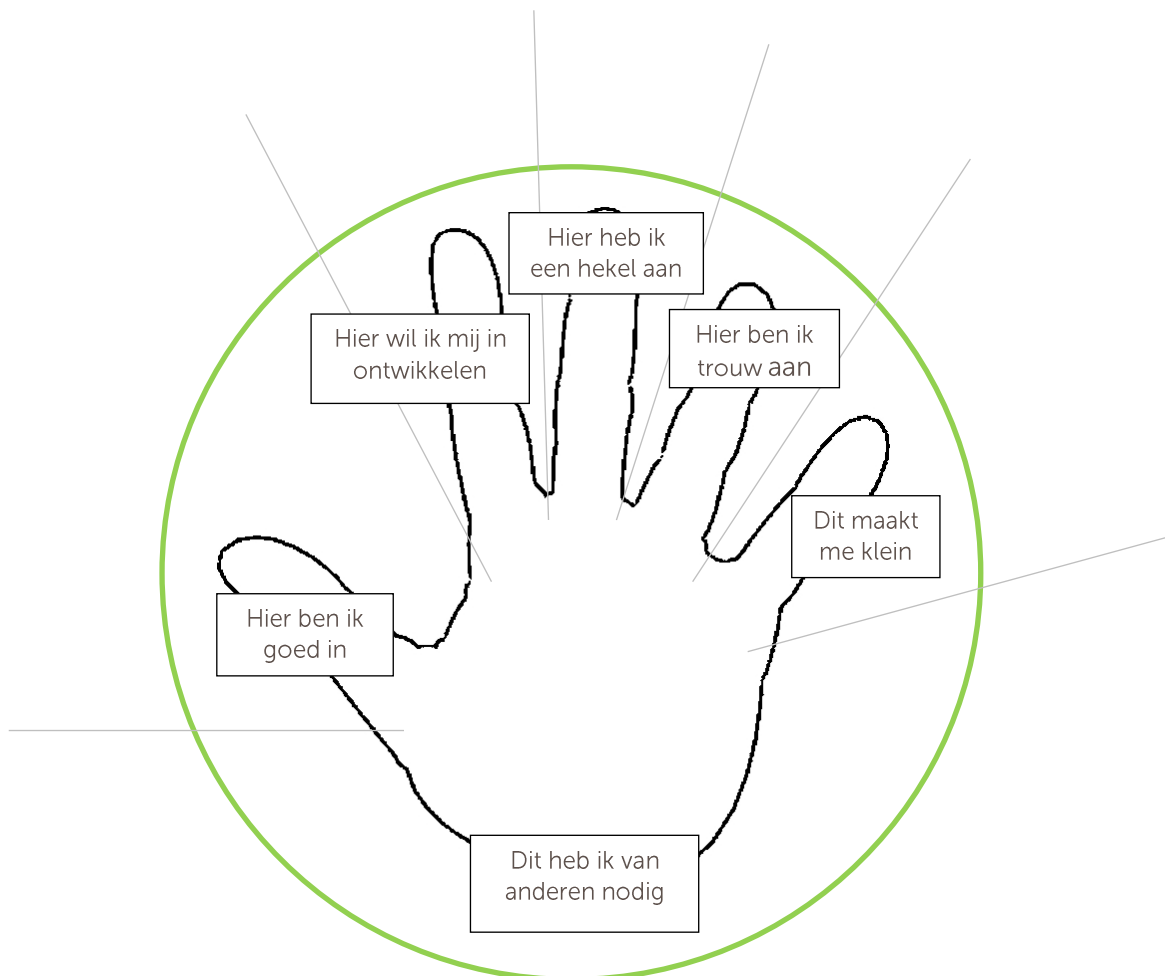 Hier heb ik
een hekel aan
Hier wil ik mij in
ontwikkelen
Hier ben ik
trouw aan
Dit maakt
me klein
Hier ben ik
goed in
Dit heb ik van
anderen nodig